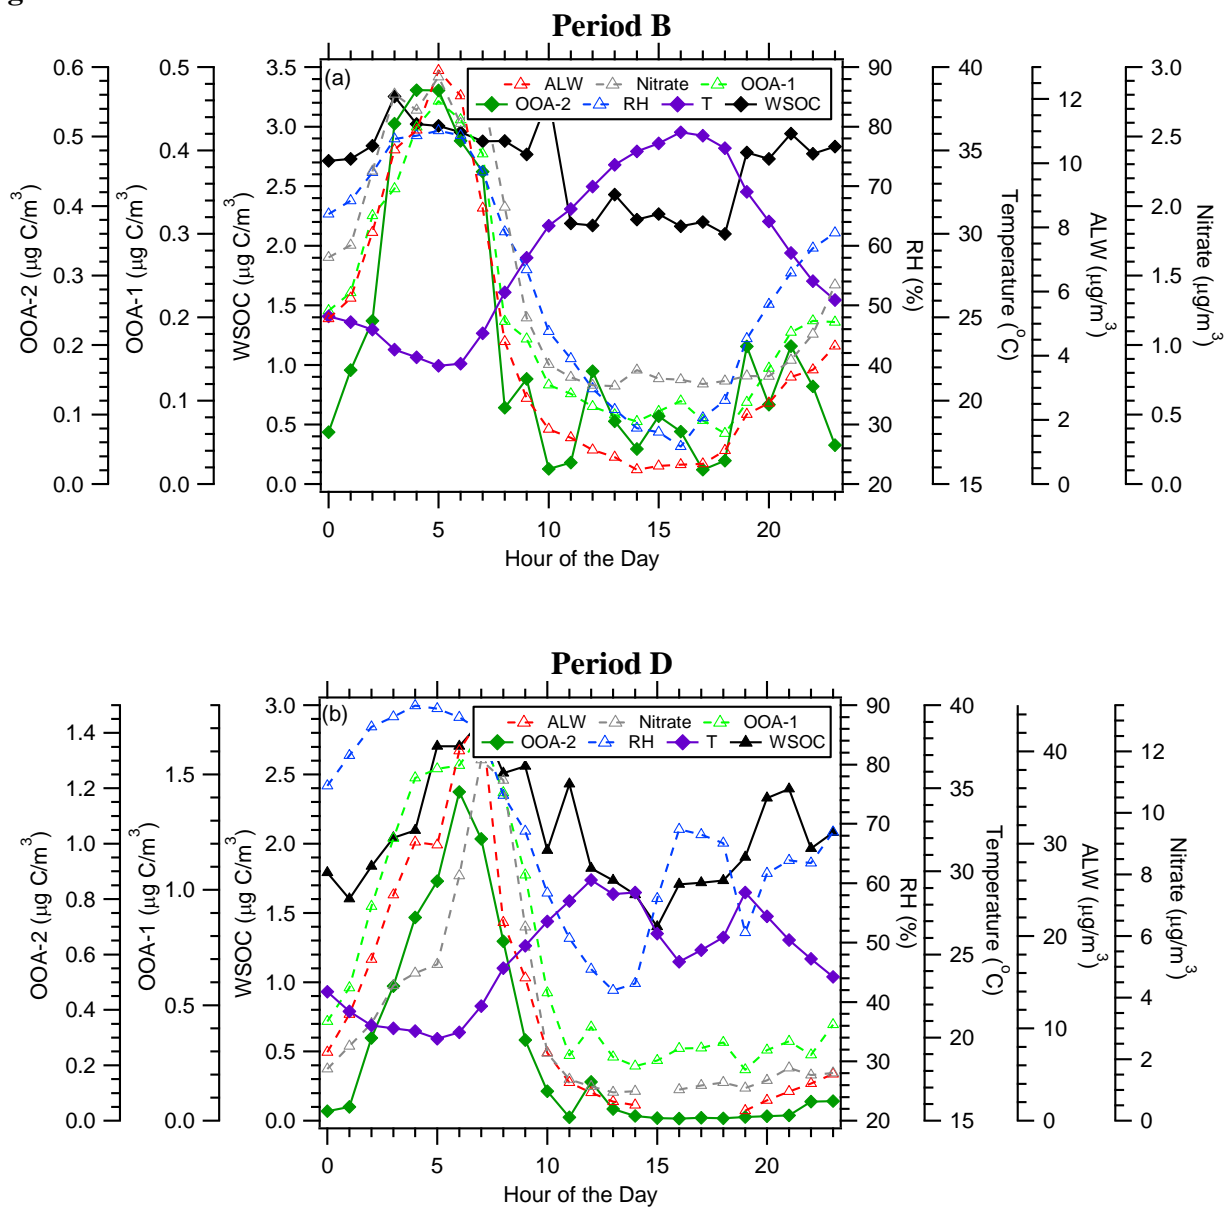 g
Period B
(a)
ALW Nitrate OOA-1
OOA-2 RH T WSOC
0.6 0.5 3.5 90 40 12 3.0
0.5 0.4 3.0 80 35 10 2.5
0.4 0.3 2.5 70 30 8 2.0
0.3 0.2 2.0 60 25 6 1.5
0.2 0.1 1.5 50 20 4 1.0
0.1 0.0 1.0 40 15 2 0.5
0.0 0.5 30 0 0.0
0.0 20
OOA-2 (µg C/m³)
OOA-1 (µg C/m³)
WSOC (µg C/m³)
RH (%)
Temperature (°C)
ALW (µg/m³)
Nitrate (µg/m³)
0 5 10 15 20
Hour of the Day
Period D
(b)
ALW Nitrate OOA-1
OOA-2 RH T WSOC
1.4 1.5 3.0 90 40 40 12
1.2 1.0 2.5 80 35 30 10
1.0 0.5 2.0 70 30 20 8
0.8 0.0 1.5 60 25 10 6
0.6 1.0 50 20 0 4
0.4 0.5 40 15 2
0.2 0.0 30 0
0.0 20
OOA-2 (µg C/m³)
OOA-1 (µg C/m³)
WSOC (µg C/m³)
RH (%)
Temperature (°C)
ALW (µg/m³)
Nitrate (µg/m³)
0 5 10 15 20
Hour of the Day